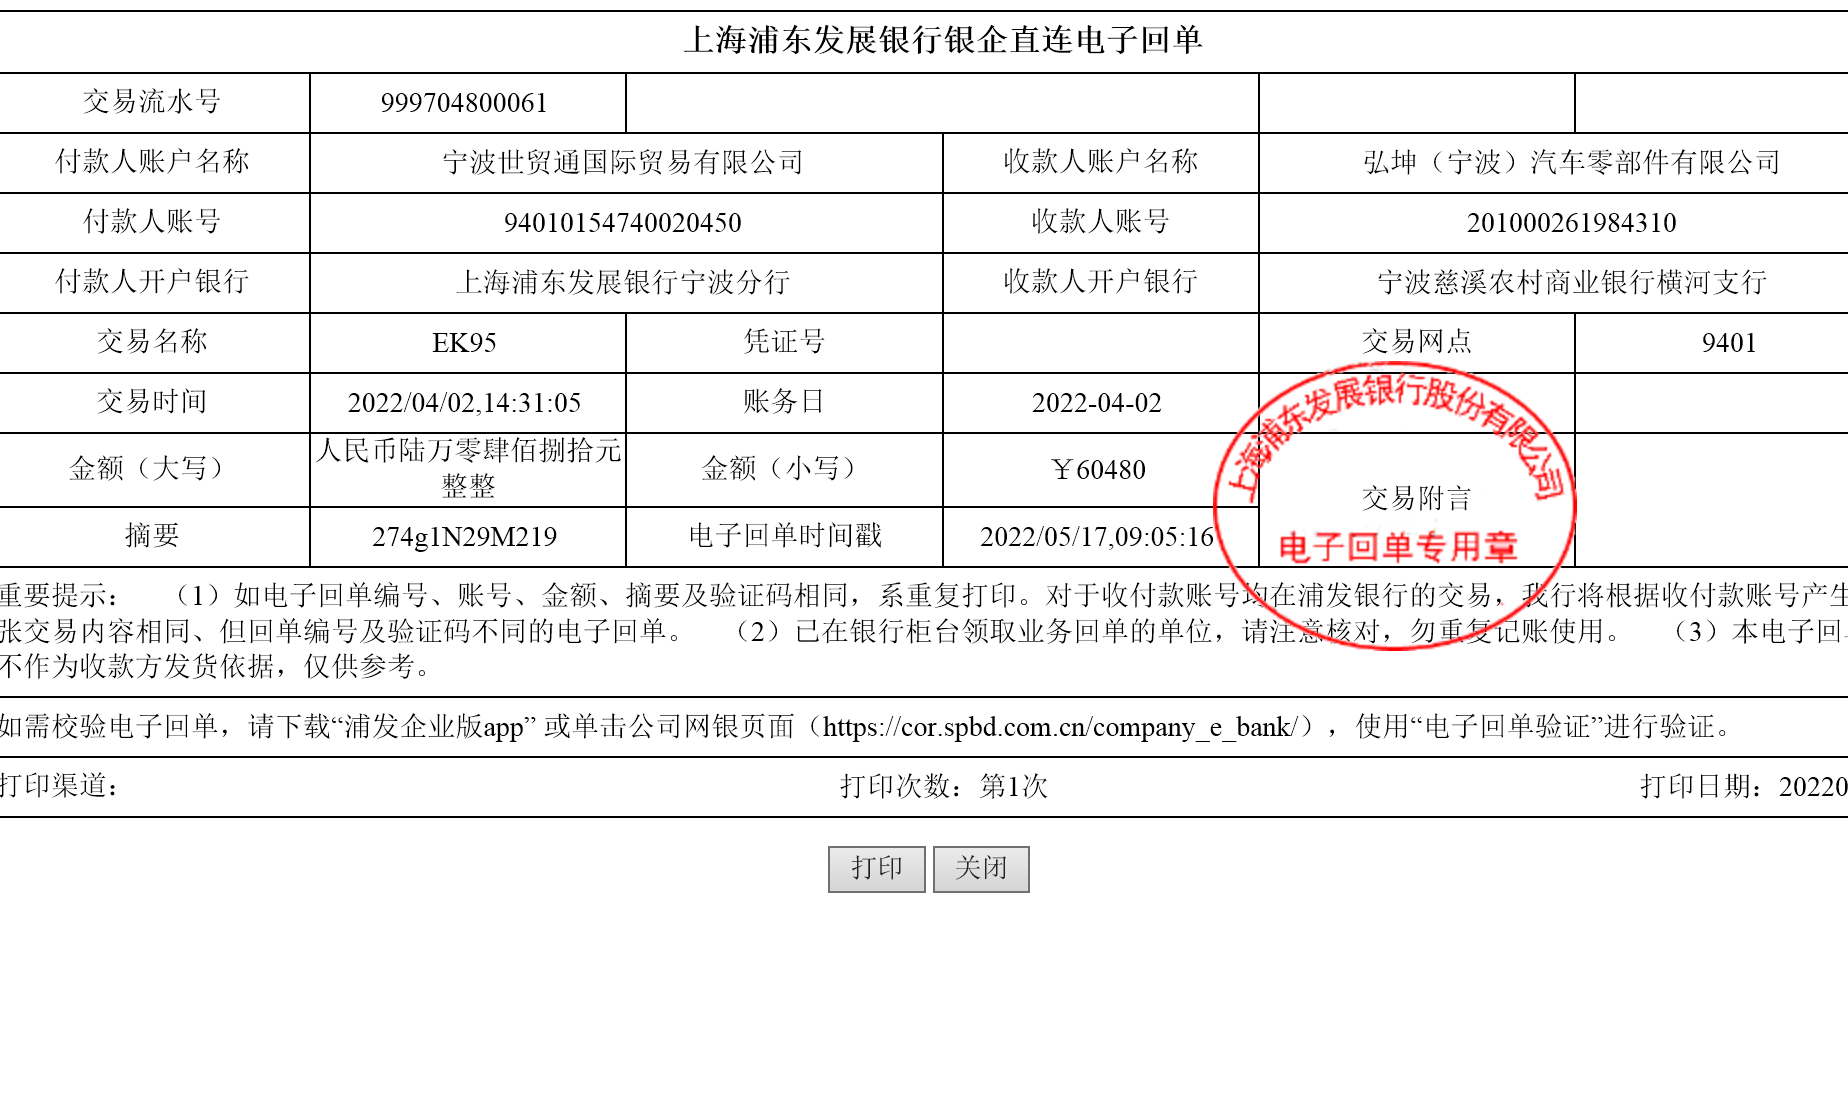 上海浦东发展银行银企直连电子回单
交易流水号 999704800061
付款人账户名称 宁波世贸通国际贸易有限公司 收款人账户名称 弘坤（宁波）汽车零部件有限公司
付款人账号 94010154740020450 收款人账号 201000261984310
付款人开户银行 上海浦东发展银行宁波分行 收款人开户银行 宁波慈溪农村商业银行横河支行
交易名称 EK95 凭证号 交易网点 9401
交易时间 2022/04/02,14:31:05 账务日 2022-04-02
金额（大写） 人民币陆万零肆佰捌拾元
整整
金额（小写） ￥60480
摘要 274g1N29M219 电子回单时间戳 2022/05/17,09:05:16
交易附言
上海浦东发展银行股份有限公司
电子回单专用章
重要提示： （1）如电子回单编号、账号、金额、摘要及验证码相同，系重复打印。对于收付款账号均在浦发银行的交易，我行将根据收付款账号产生
张交易内容相同、但回单编号及验证码不同的电子回单。 （2）已在银行柜台领取业务回单的单位，请注意核对，勿重复记账使用。 （3）本电子回
不作为收款方发货依据，仅供参考。
如需校验电子回单，请下载“浦发企业版app” 或单击公司网银页面（https://cor.spbd.com.cn/company_e_bank/），使用“电子回单验证”进行验证。
打印渠道： 打印次数：第1次 打印日期：20220
打印 关闭